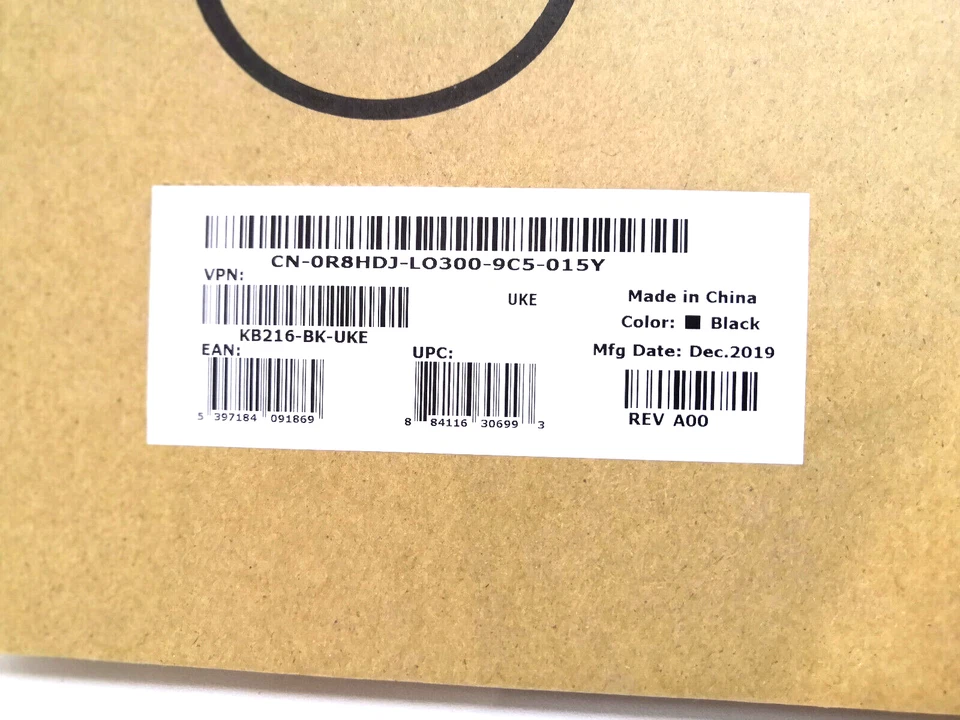 CN-0R8HDJ-LO300-9C5-015Y
VPN:
KB216-BK-UKE
UKE
Made in China
Color: ■ Black
Mfg Date: Dec.2019
EAN:
5 397184 091869
UPC:
8 84116 30699 3
REV A00